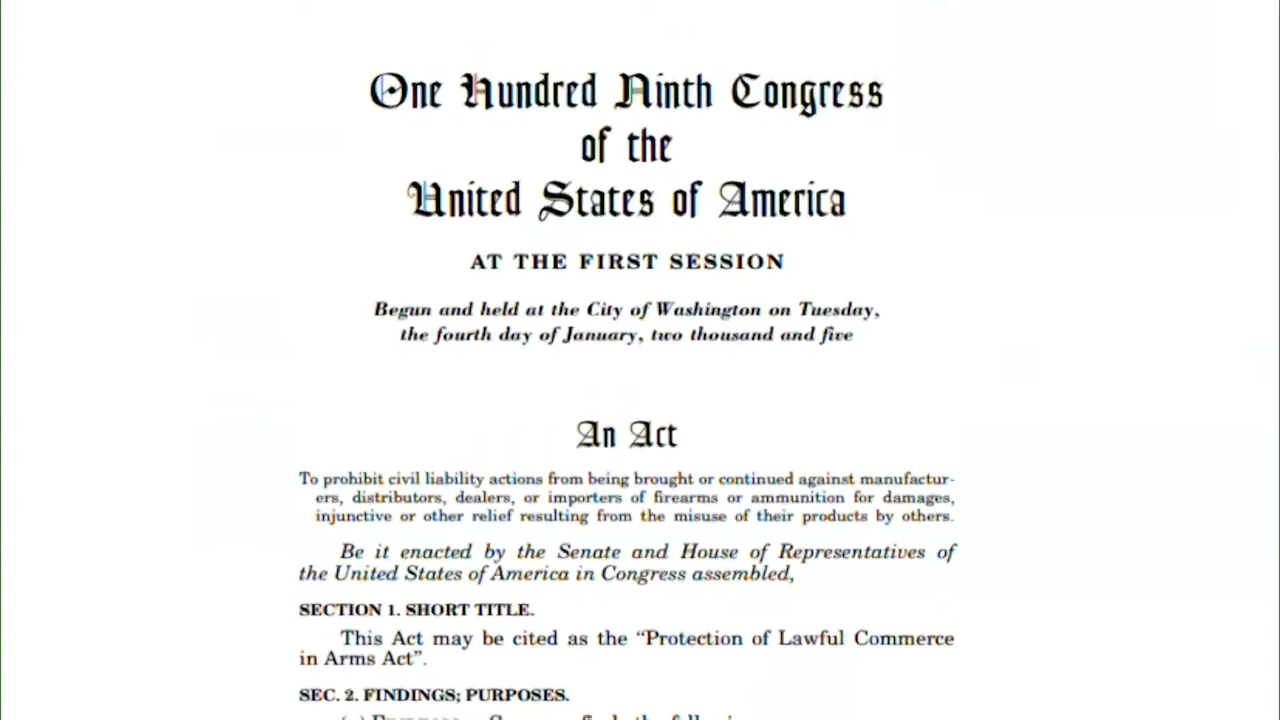 One Hundred Ninth Congress
of the
United States of America
AT THE FIRST SESSION
Begun and held at the City of Washington on Tuesday,
the fourth day of January, two thousand and five
An Act
To prohibit civil liability actions from being brought or continued against manufactur-
ers, distributors, dealers, or importers of firearms or ammunition for damages,
injunctive or other relief resulting from the misuse of their products by others.
Be it enacted by the Senate and House of Representatives of
the United States of America in Congress assembled,
SECTION 1. SHORT TITLE.
This Act may be cited as the “Protection of Lawful Commerce
in Arms Act”.
SEC. 2. FINDINGS; PURPOSES.